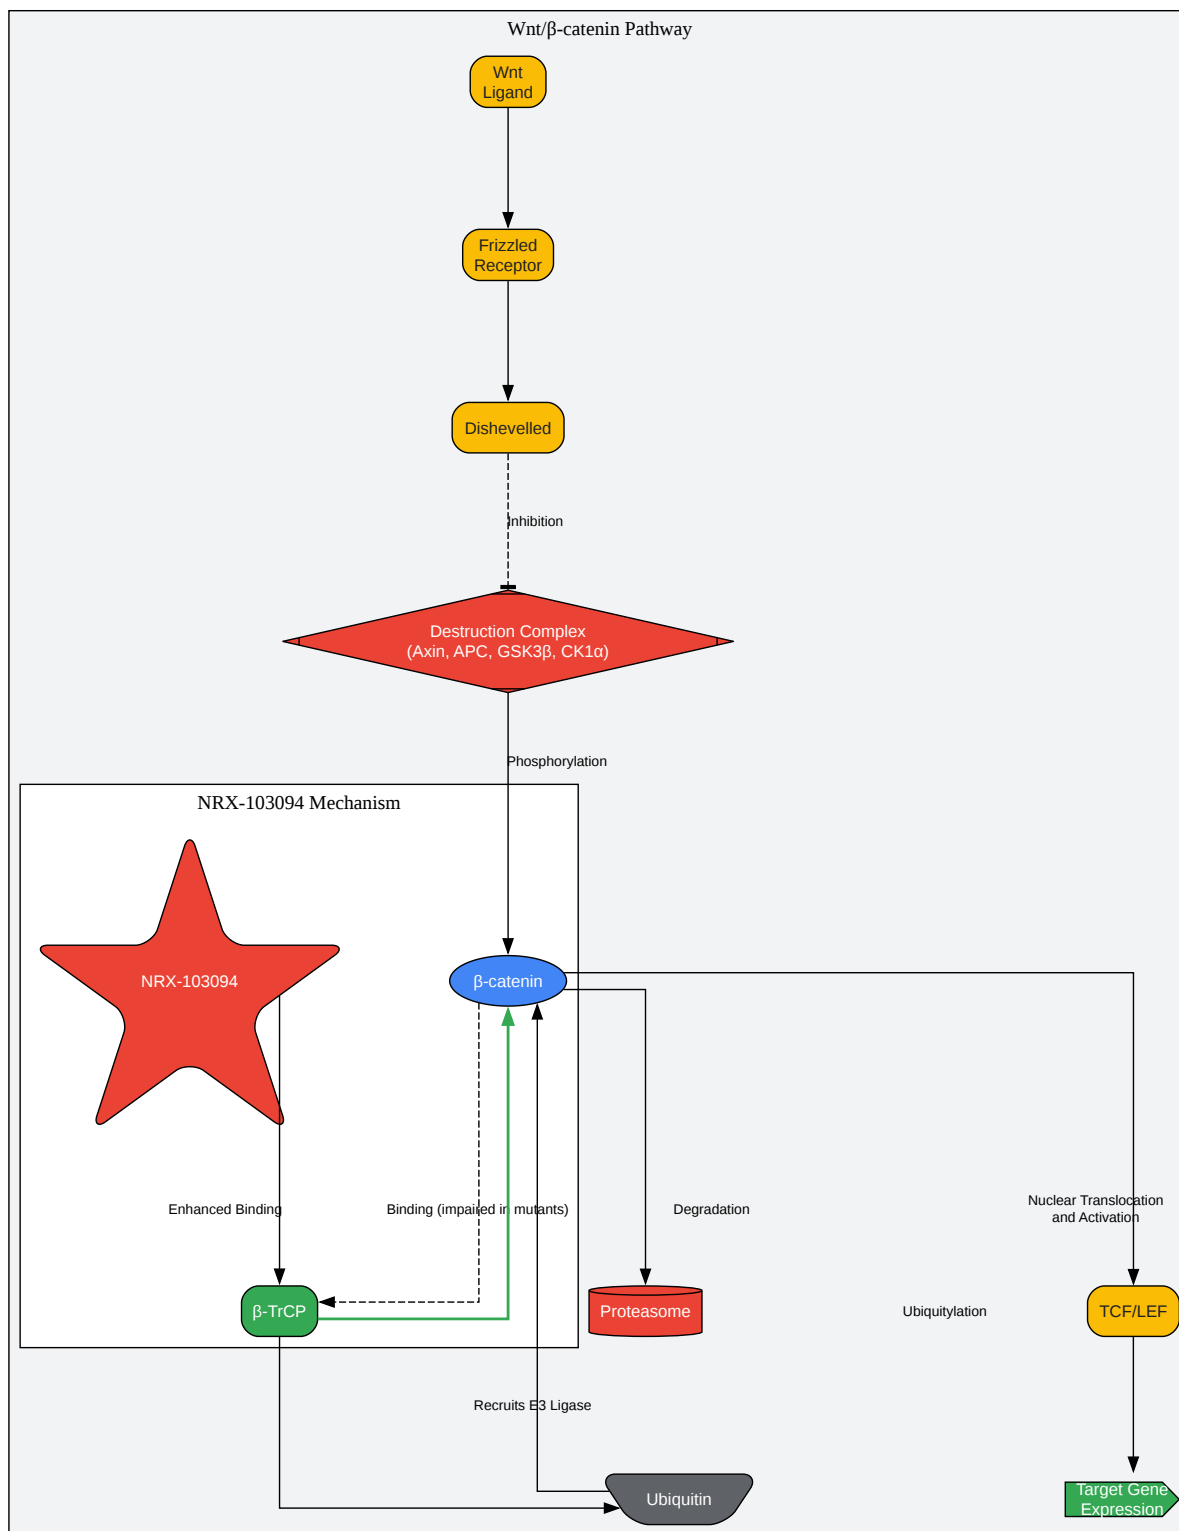 Wnt/β-catenin Pathway
Wnt
Ligand
Frizzled
Receptor
Dishevelled
Inhibition
Destruction Complex
(Axin, APC, GSK3β, CK1α)
Phosphorylation
NRX-103094 Mechanism
NRX-103094
β-catenin
Enhanced Binding
Binding (impaired in mutants)
Degradation
Nuclear Translocation
and Activation
β-TrCP
Proteasome
Ubiquitylation
TCF/LEF
Recruits E3 Ligase
Ubiquitin
Target Gene
Expression